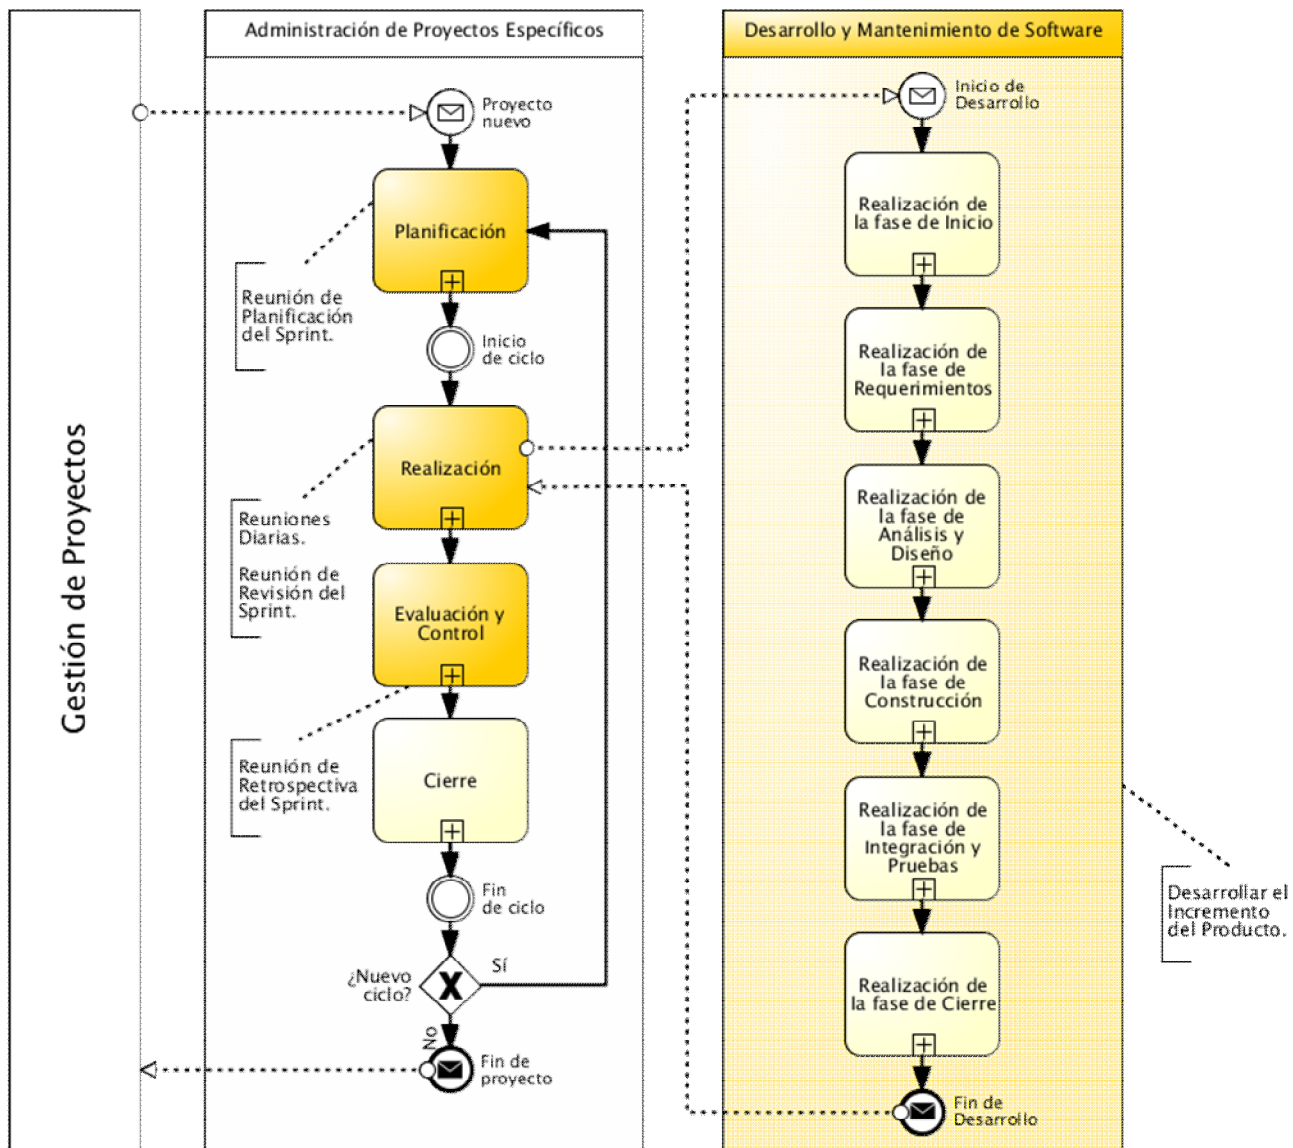 Gestión de Proyectos
Administración de Proyectos Específicos
Proyecto
nuevo
Planificación
Reunión de
Planificación
del Sprint.
Inicio
de ciclo
Realización
Reuniones
Diarias.
Reunión de
Revisión del
Sprint.
Evaluación y
Control
Reunión de
Retrospectiva
del Sprint.
Cierre
Fin
de ciclo
¿Nuevo
ciclo?
Sí
No
Fin de
proyecto
Desarrollo y Mantenimiento de Software
Inicio de
Desarrollo
Realización de
la fase de Inicio
Realización de
la fase de
Requerimientos
Realización de
la fase de
Análisis y
Diseño
Realización de
la fase de
Construcción
Realización de
la fase de
Integración y
Pruebas
Realización de
la fase de Cierre
Fin de
Desarrollo
Desarrollar el
Incremento
del Producto.